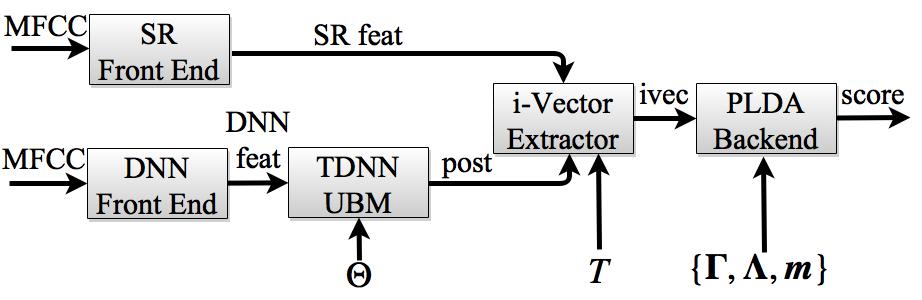 MFCC
SR
Front End
SR feat
MFCC
DNN
Front End
DNN
feat
TDNN
UBM
post
Θ
i-Vector
Extractor
T
ivec
PLDA
Backend
{Γ, Λ, m}
score